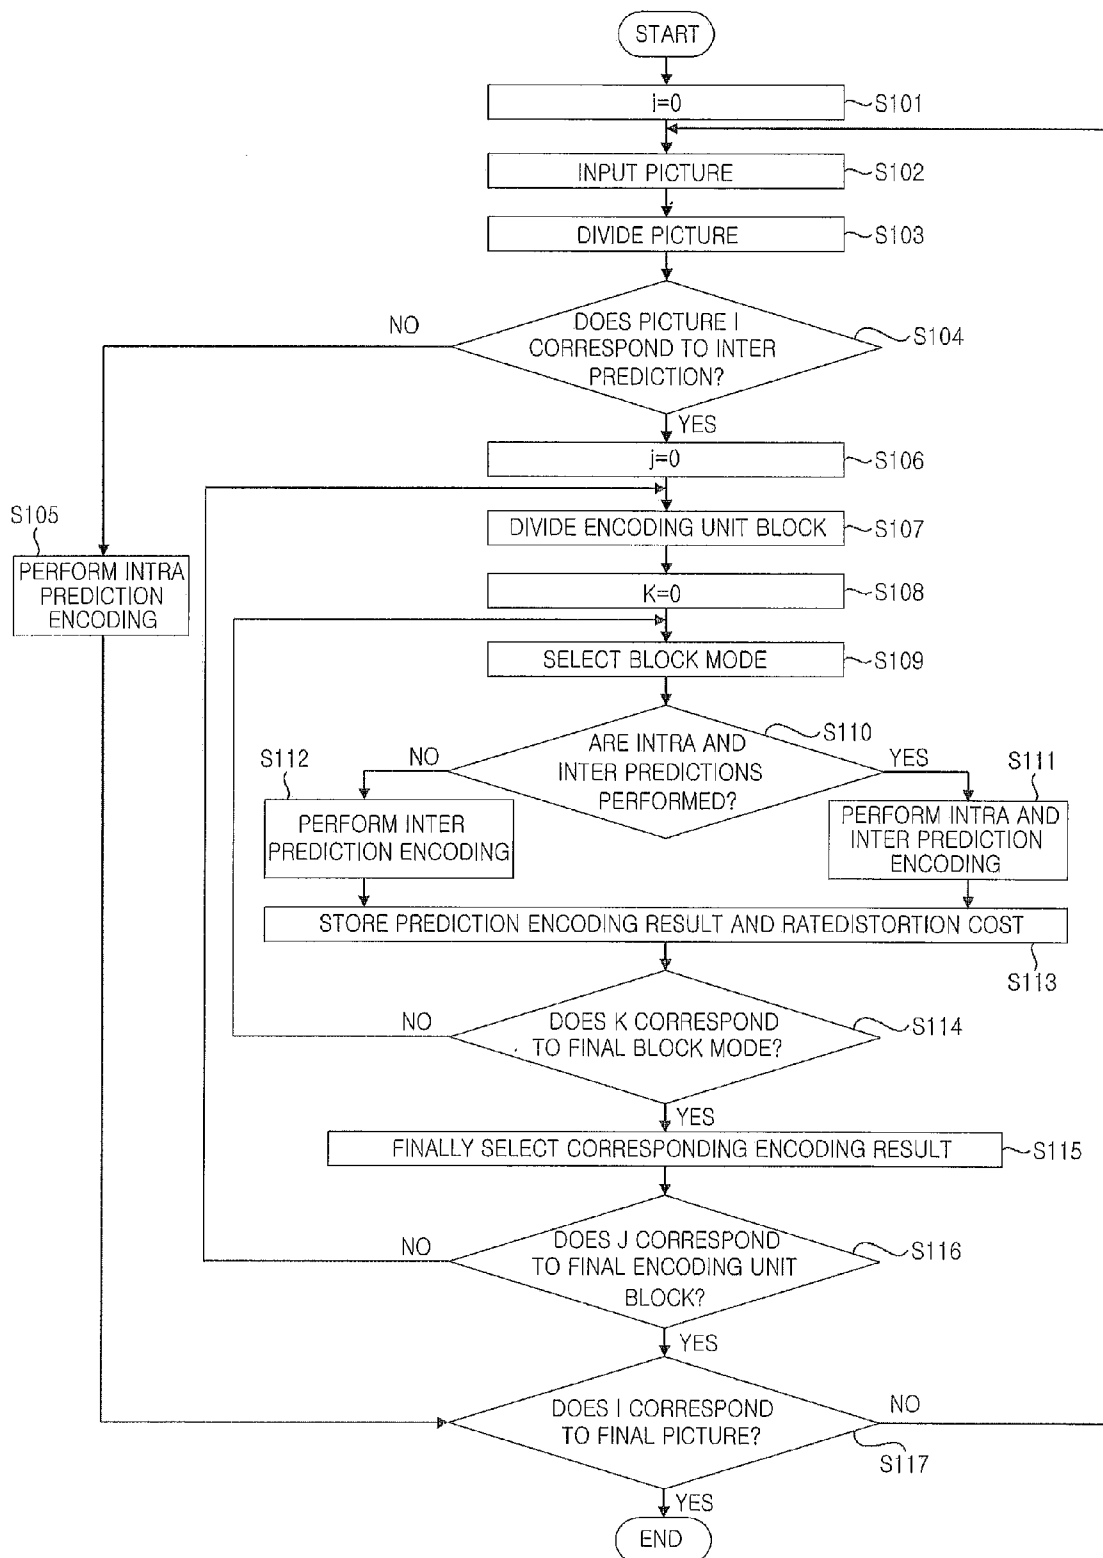 START
i=0
S101
INPUT PICTURE
S102
DIVIDE PICTURE
S103
NO
DOES PICTURE I
CORRESPOND TO INTER
PREDICTION?
S104
YES
j=0
S106
S105
PERFORM INTRA
PREDICTION
ENCODING
DIVIDE ENCODING UNIT BLOCK
S107
K=0
S108
SELECT BLOCK MODE
S109
S110
ARE INTRA AND
INTER PREDICTIONS
PERFORMED?
NO
YES
S112
PERFORM INTER
PREDICTION ENCODING
S111
PERFORM INTRA AND
INTER PREDICTION
ENCODING
STORE PREDICTION ENCODING RESULT AND RATEDISTORTION COST
S113
NO
DOES K CORRESPOND
TO FINAL BLOCK MODE?
S114
YES
FINALLY SELECT CORRESPONDING ENCODING RESULT
S115
NO
DOES J CORRESPOND
TO FINAL ENCODING UNIT
BLOCK?
S116
YES
DOES I CORRESPOND
TO FINAL PICTURE?
NO
S117
YES
END